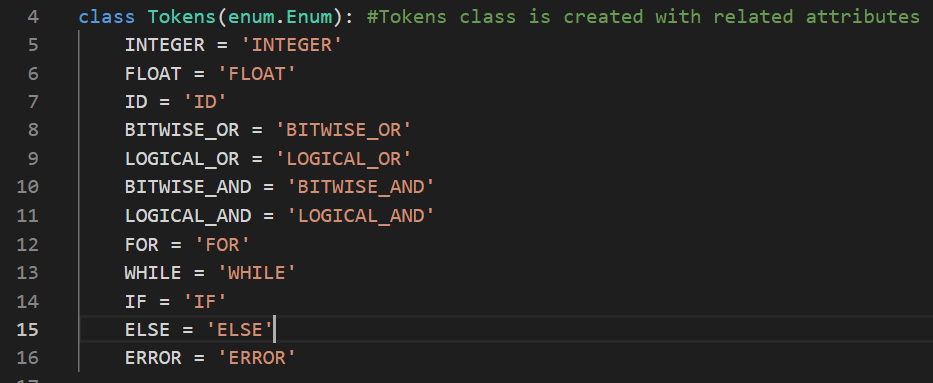 4 class Tokens(enum.Enum): #Tokens class is created with related attributes
5 INTEGER = 'INTEGER'
6 FLOAT = 'FLOAT'
7 ID = 'ID'
8 BITWISE_OR = 'BITWISE_OR'
9 LOGICAL_OR = 'LOGICAL_OR'
10 BITWISE_AND = 'BITWISE_AND'
11 LOGICAL_AND = 'LOGICAL_AND'
12 FOR = 'FOR'
13 WHILE = 'WHILE'
14 IF = 'IF'
15 ELSE = 'ELSE'
16 ERROR = 'ERROR'
17